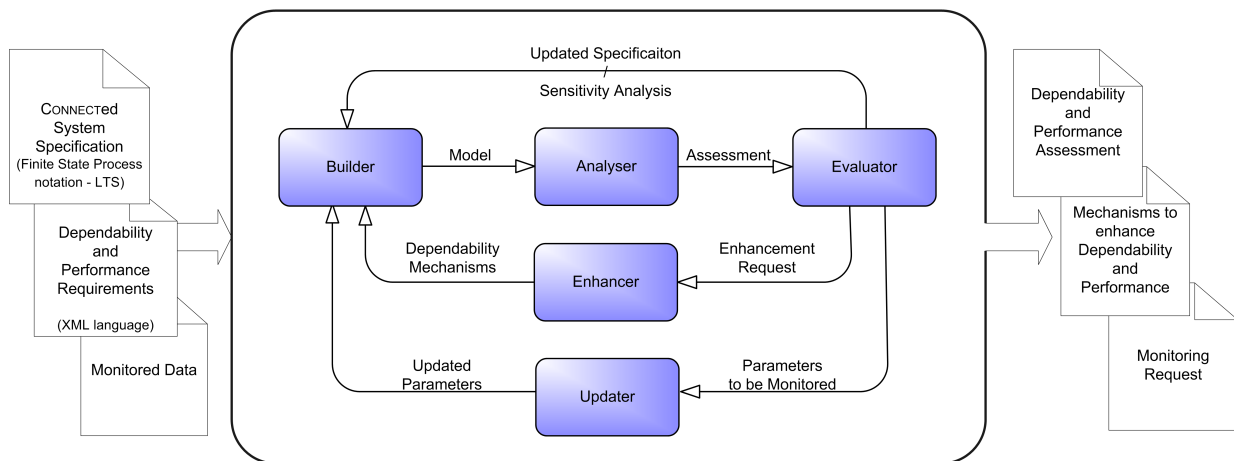 CONNECTed
System
Specification
(Finite State Process
notation - LTS)
Dependability
and
Performance
Requirements
(XML language)
Monitored Data
Updated Specificaiton
Sensitivity Analysis
Builder
Model
Analyser
Assessment
Evaluator
Dependability
Mechanisms
Enhancer
Enhancement
Request
Updated
Parameters
Updater
Parameters
to be Monitored
Dependability
and
Performance
Assessment
Mechanisms to
enhance
Dependability
and
Performance
Monitoring
Request